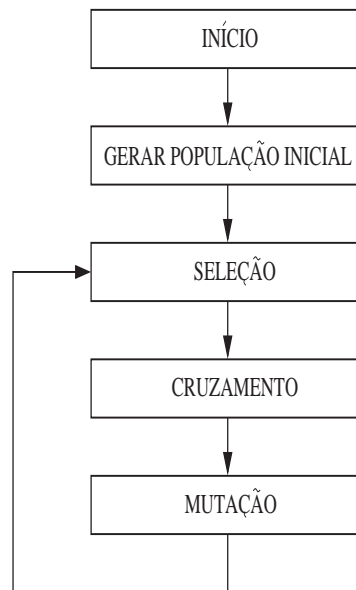 INÍCIO
GERAR POPULAÇÃO INICIAL
SELEÇÃO
CRUZAMENTO
MUTAÇÃO